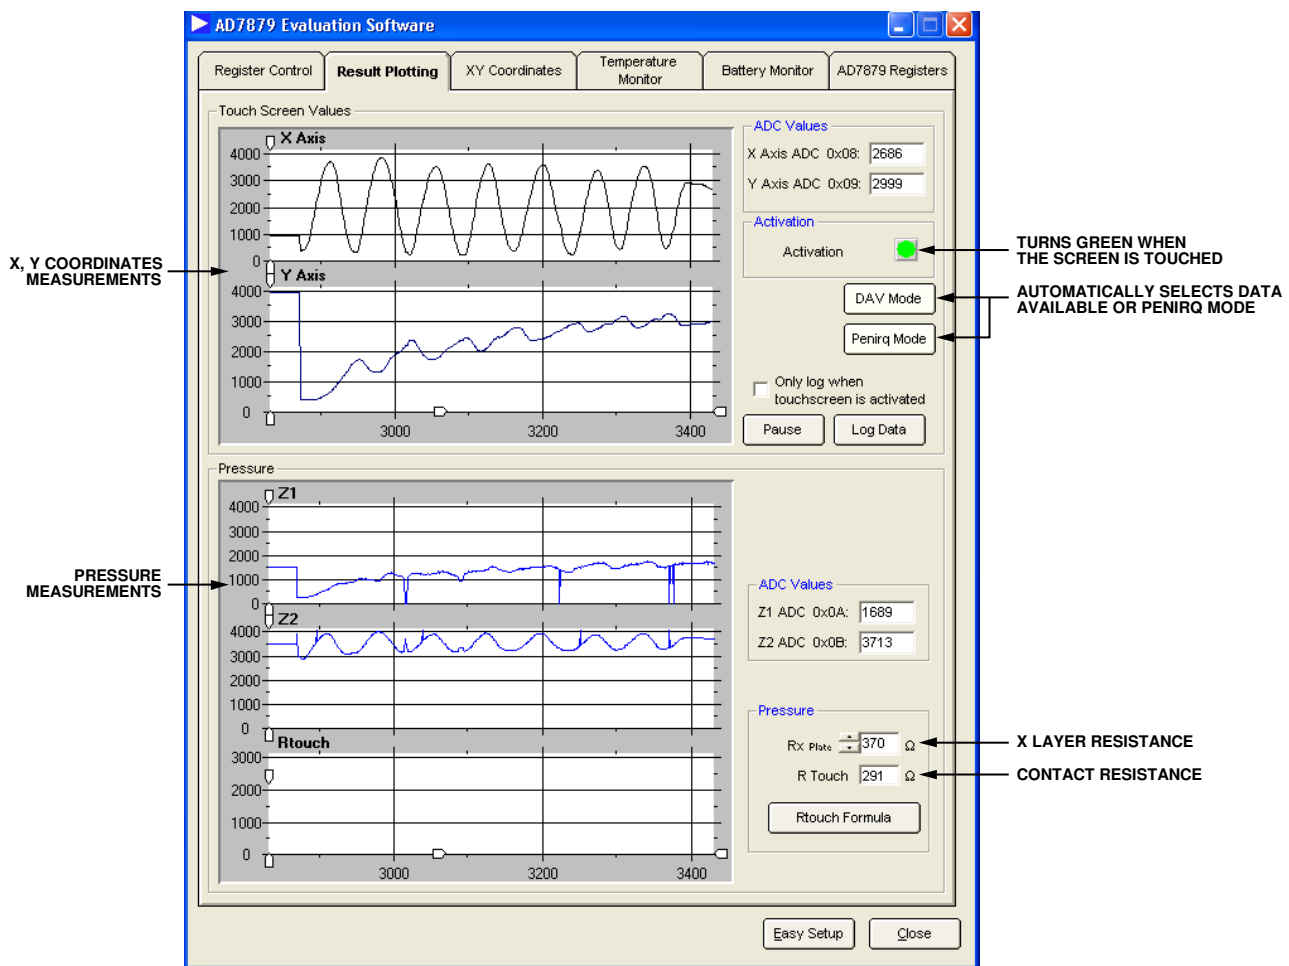 AD7879 Evaluation Software
Register Control
Result Plotting
XY Coordinates
Temperature
Monitor
Battery Monitor
AD7879 Registers
Touch Screen Values
X Axis
4000
3000
2000
1000
0
Y Axis
4000
3000
2000
1000
0
3000
3200
3400
ADC Values
X Axis ADC 0x08: 2686
Y Axis ADC 0x09: 2999
Activation
Activation
DAV Mode
Penirq Mode
Only log when
touchscreen is activated
Pause
Log Data
X, Y COORDINATES
MEASUREMENTS
TURNS GREEN WHEN
THE SCREEN IS TOUCHED
AUTOMATICALLY SELECTS DATA
AVAILABLE OR PENIRQ MODE
Pressure
Z1
4000
3000
2000
1000
0
Z2
4000
3000
2000
1000
0
Rtouch
3000
2000
1000
0
3000
3200
3400
PRESSURE
MEASUREMENTS
ADC Values
Z1 ADC 0x0A: 1689
Z2 ADC 0x0B: 3713
Pressure
Rx Plate 370 Ω
R Touch 291 Ω
Rtouch Formula
X LAYER RESISTANCE
CONTACT RESISTANCE
Easy Setup
Close